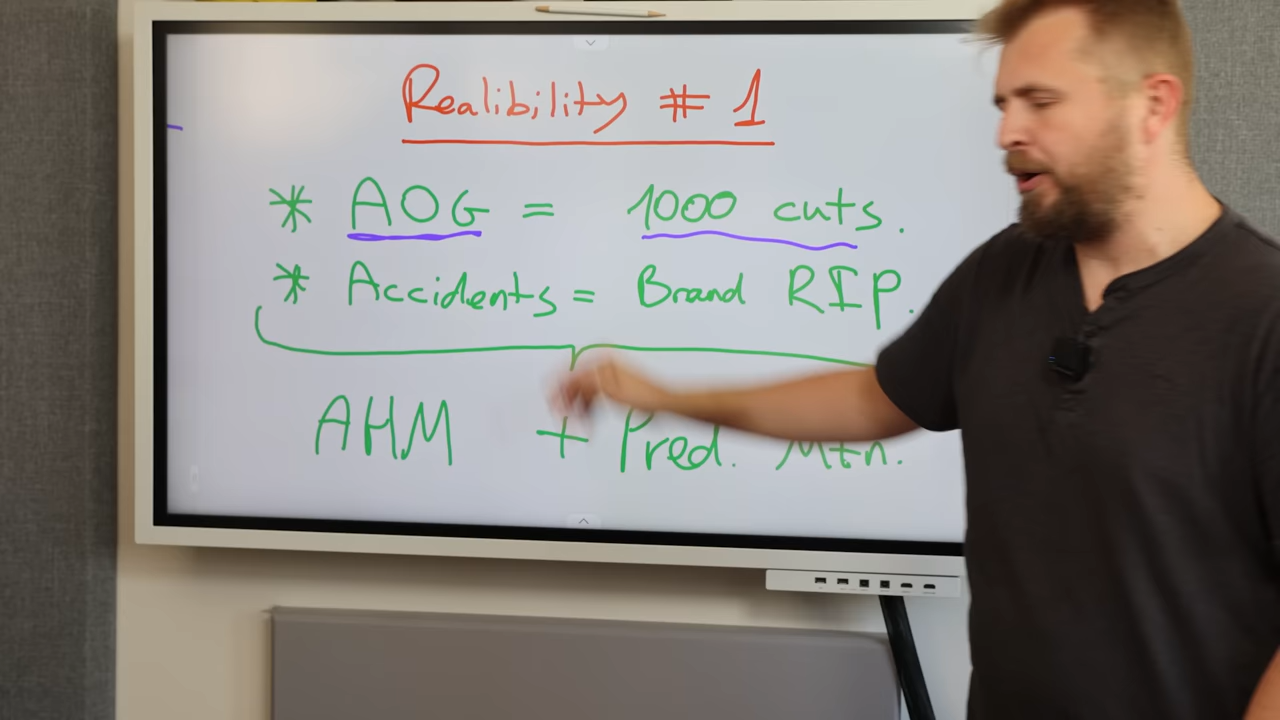 Realibility # 1
* AOG = 1000 cuts.
* Accidents = Brand RIP.
AHM + Pred. Mtn.